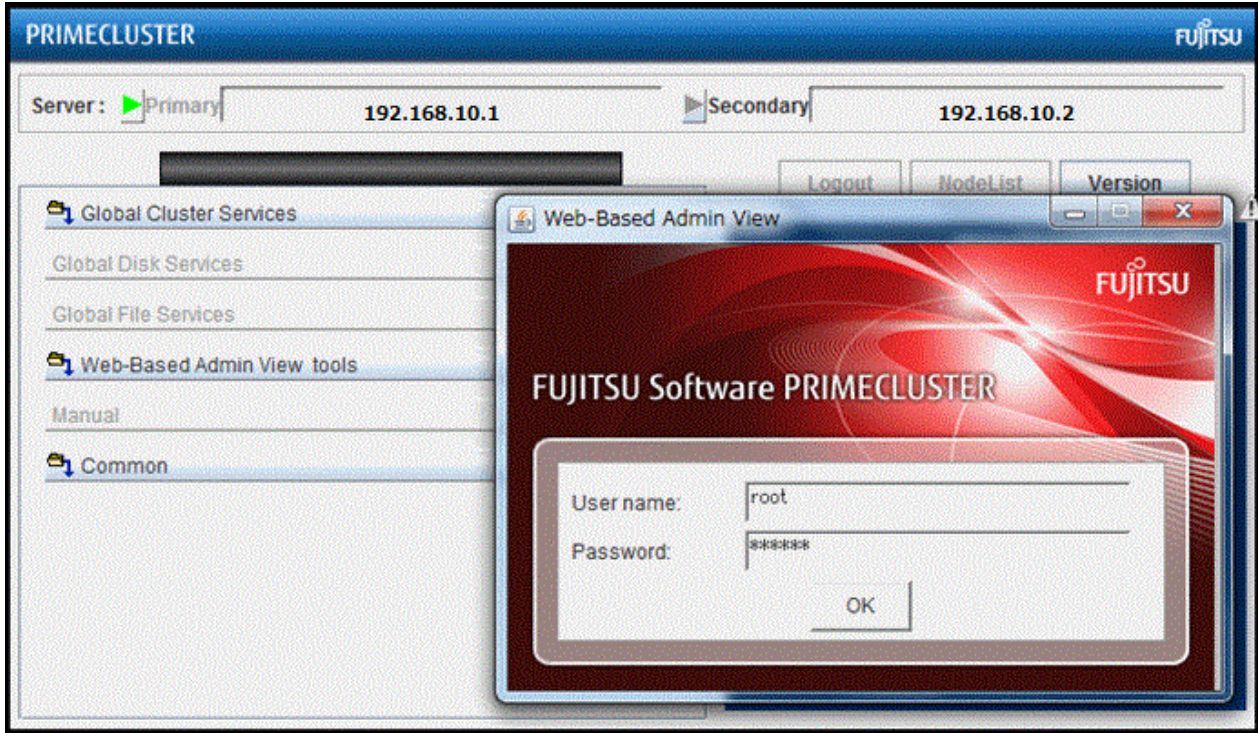 PRIMECLUSTER
FUJITSU
Server : Primary 192.168.10.1 Secondary 192.168.10.2
Logout NodeList Version
Global Cluster Services
Global Disk Services
Global File Services
Web-Based Admin View tools
Manual
Common
Web-Based Admin View
FUJITSU
FUJITSU Software PRIMECLUSTER
User name: root
Password: ******
OK